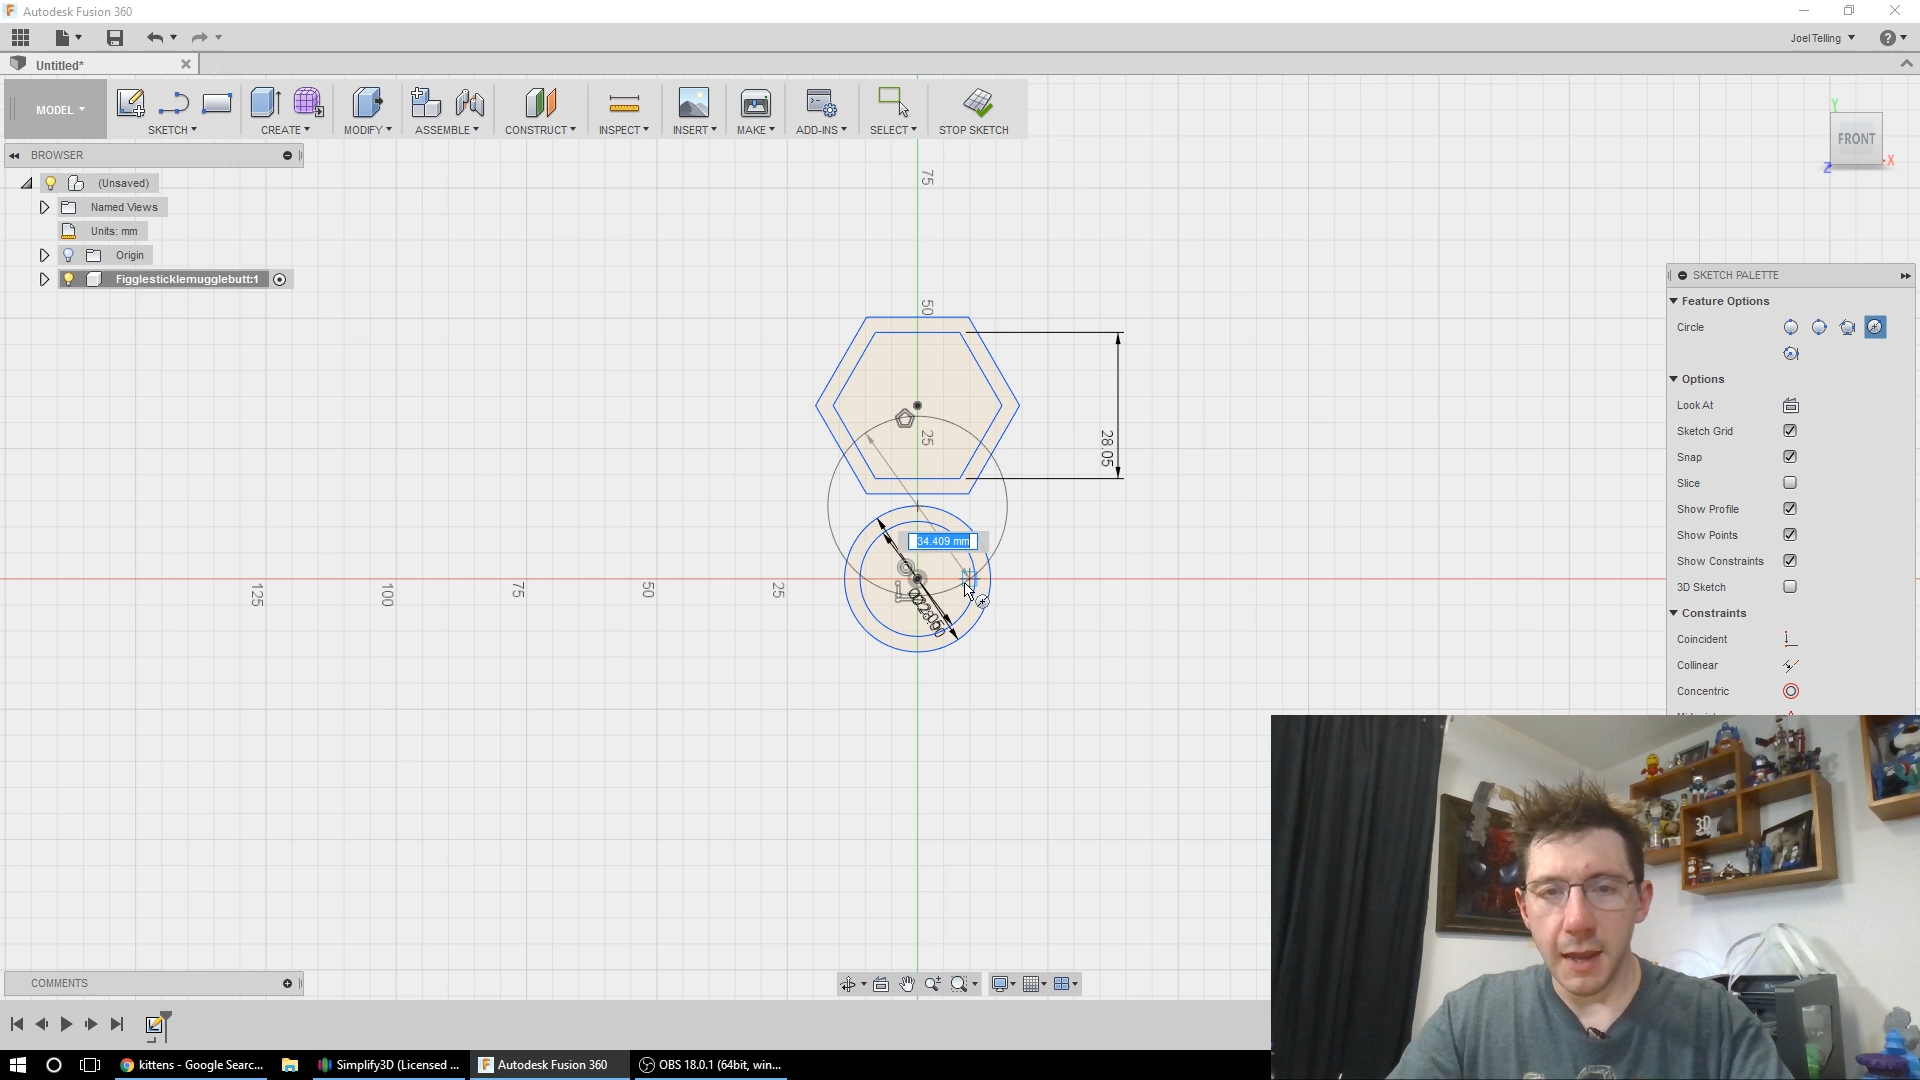 Autodesk Fusion 360
Joel Telling
Untitled*
MODEL
SKETCH
CREATE
MODIFY
ASSEMBLE
CONSTRUCT
INSPECT
INSERT
MAKE
ADD-INS
SELECT
STOP SKETCH
BROWSER
(Unsaved)
Named Views
Units: mm
Origin
Figglesticklemugglebutt:1
Y
FRONT
X
Z
75
50
25
28.05
34.409 mm
125
100
75
50
25
SKETCH PALETTE
Feature Options
Circle
Options
Look At
Sketch Grid
Snap
Slice
Show Profile
Show Points
Show Constraints
3D Sketch
Constraints
Coincident
Collinear
Concentric
3D
COMMENTS
kittens - Google Searc...
Simplify3D (Licensed ...
Autodesk Fusion 360
OBS 18.0.1 (64bit, win...